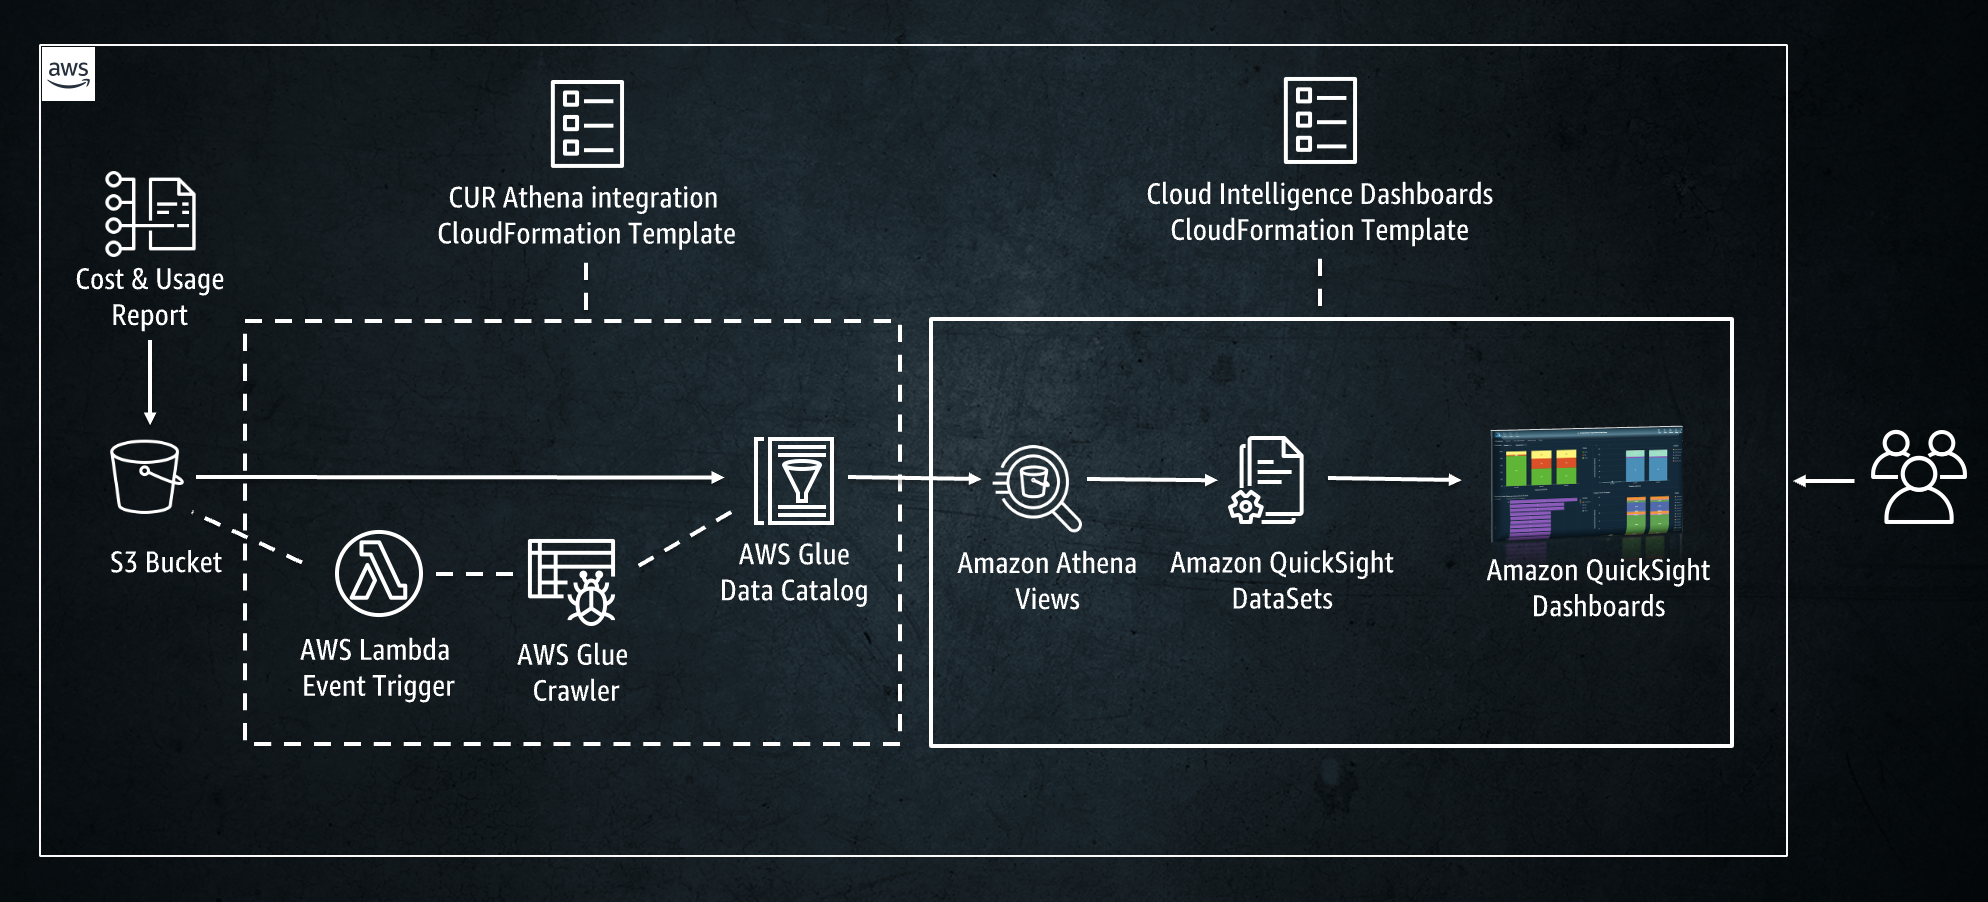 aws
CUR Athena integration
CloudFormation Template
Cloud Intelligence Dashboards
CloudFormation Template
Cost & Usage
Report
S3 Bucket
AWS Lambda
Event Trigger
AWS Glue
Crawler
AWS Glue
Data Catalog
Amazon Athena
Views
Amazon QuickSight
DataSets
Amazon QuickSight
Dashboards